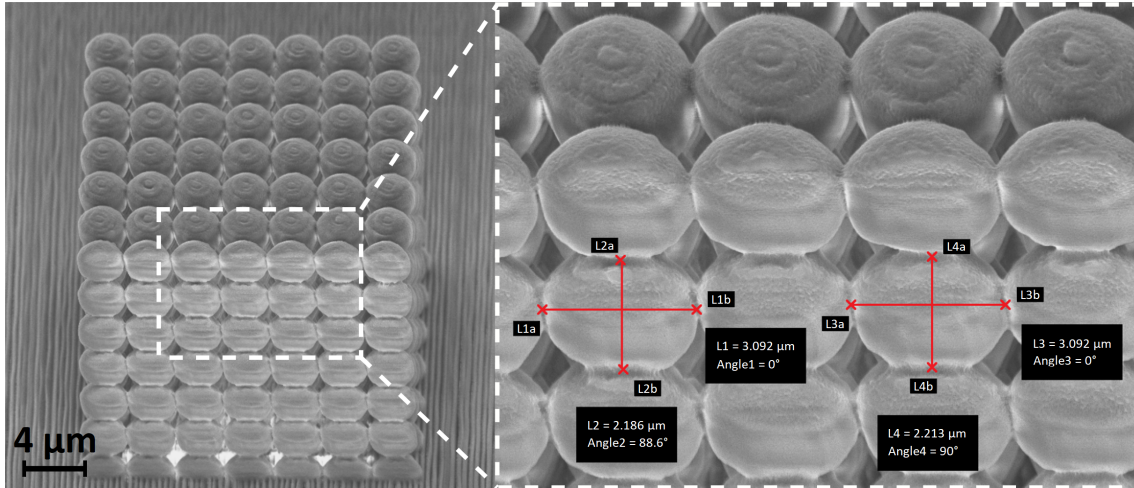 4 μm
L2a
L4a
L1b
L3b
L1a
L3a
L1 = 3.092 μm
Angle1 = 0°
L3 = 3.092 μm
Angle3 = 0°
L2b
L4b
L2 = 2.186 μm
Angle2 = 88.6°
L4 = 2.213 μm
Angle4 = 90°